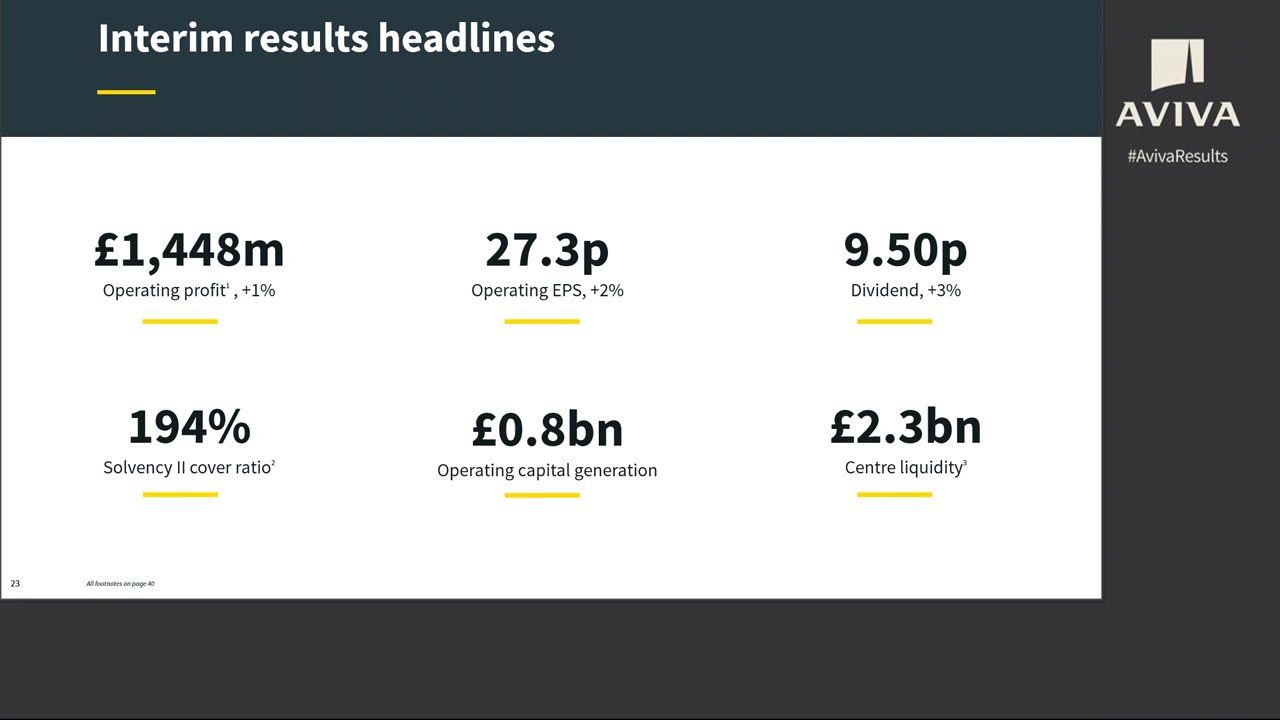 Interim results headlines
AVIVA
#AvivaResults
£1,448m
Operating profit¹ , +1%
27.3p
Operating EPS, +2%
9.50p
Dividend, +3%
194%
Solvency II cover ratio²
£0.8bn
Operating capital generation
£2.3bn
Centre liquidity³
23
All footnotes on page 40